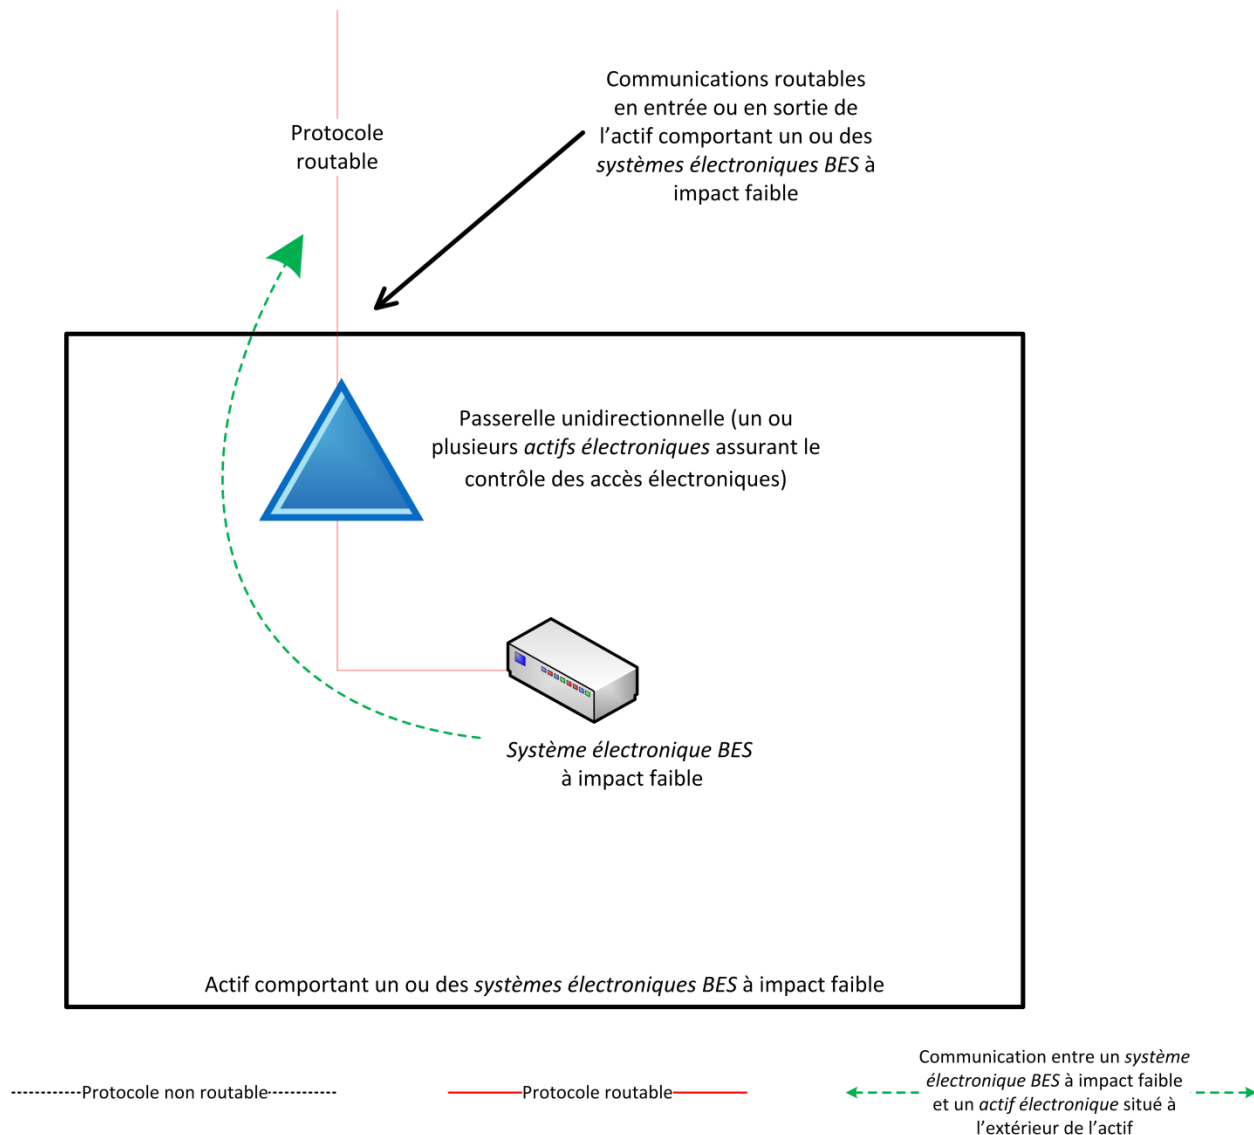 Communications routables
en entrée ou en sortie de
l'actif comportant un ou des
systèmes électroniques BES à
impact faible
Protocole
routable
Passerelle unidirectionnelle (un ou
plusieurs actifs électroniques assurant le
contrôle des accès électroniques)
Système électronique BES
à impact faible
Actif comportant un ou des systèmes électroniques BES à impact faible
Protocole non routable
Protocole routable
Communication entre un système
électronique BES à impact faible
et un actif électronique situé à
l'extérieur de l'actif